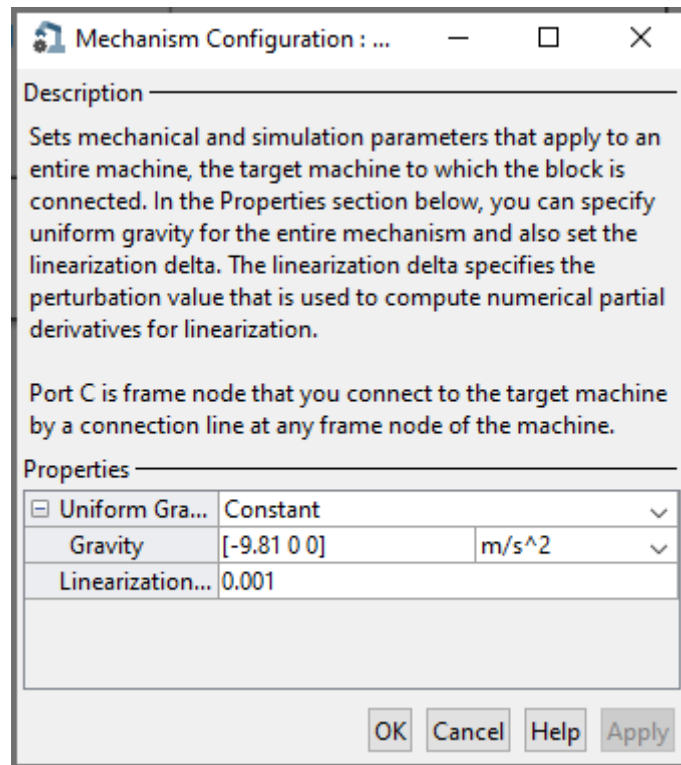 Mechanism Configuration : ...
Description
Sets mechanical and simulation parameters that apply to an
entire machine, the target machine to which the block is
connected. In the Properties section below, you can specify
uniform gravity for the entire mechanism and also set the
linearization delta. The linearization delta specifies the
perturbation value that is used to compute numerical partial
derivatives for linearization.
Port C is frame node that you connect to the target machine
by a connection line at any frame node of the machine.
Properties
Uniform Gra... Constant
Gravity [-9.81 0 0] m/s^2
Linearization... 0.001
OK Cancel Help Apply